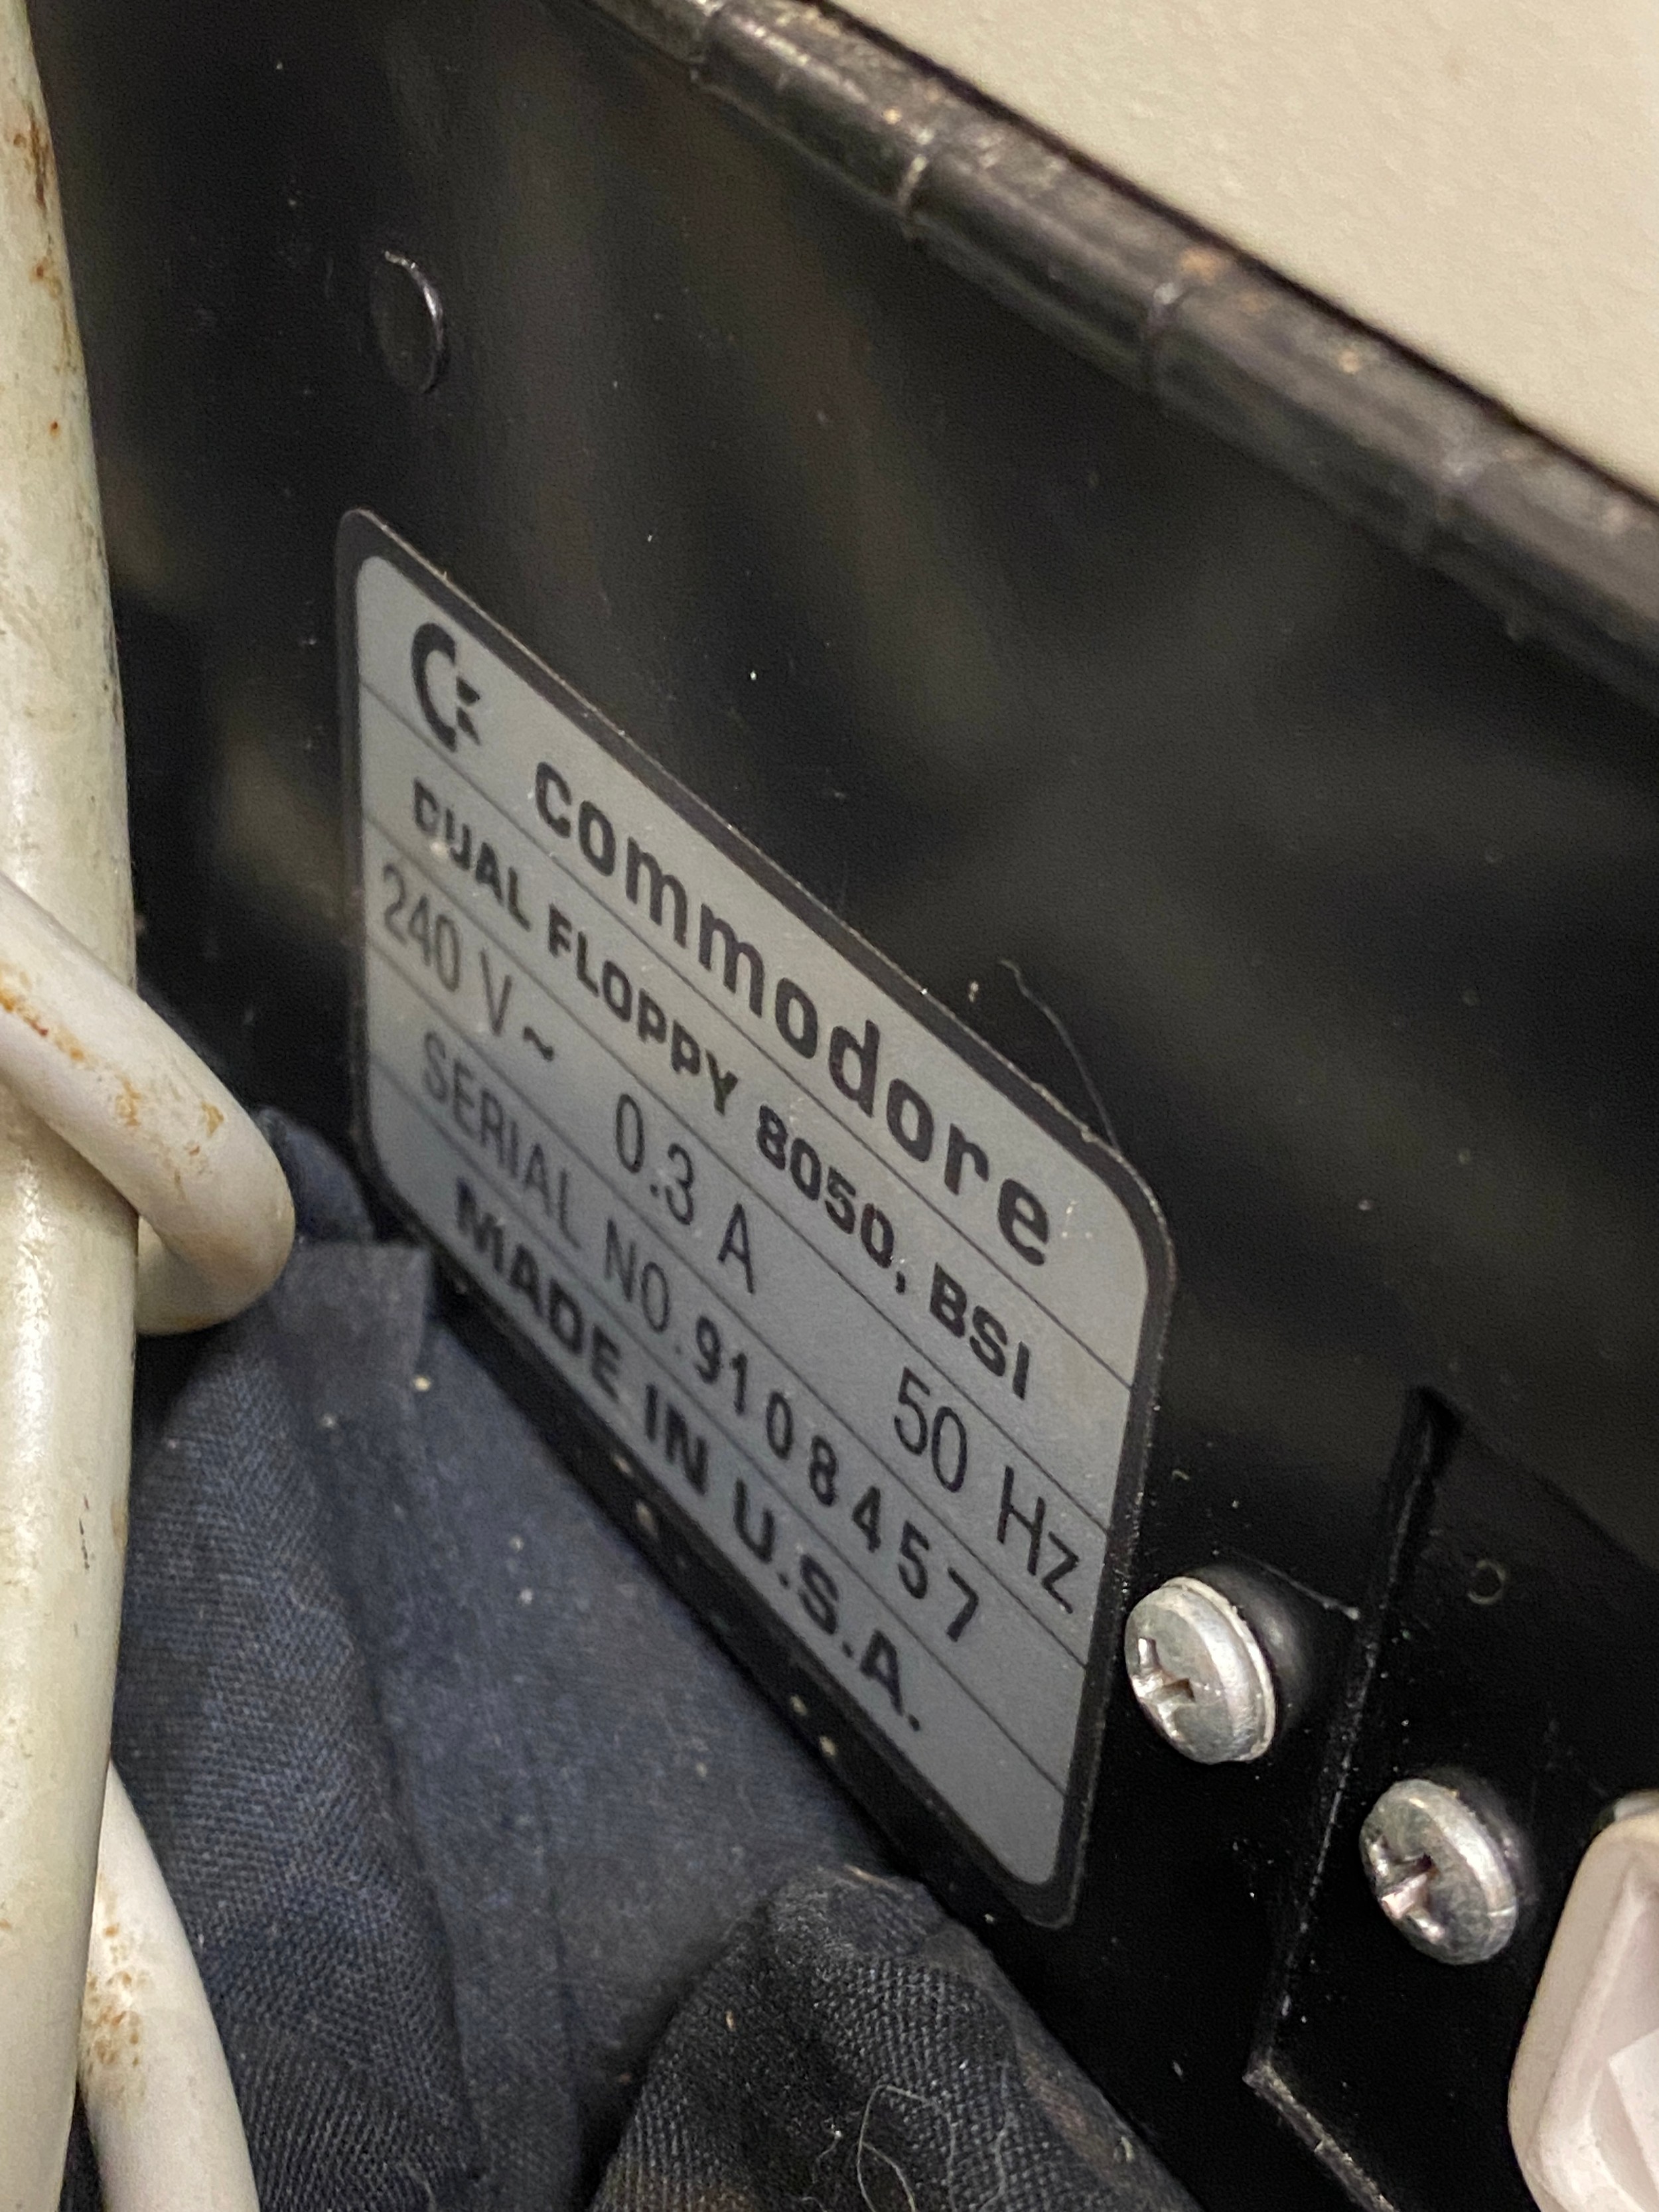 commodore
DUAL FLOPPY 8050, BSI
240 V~ 0.3 A 50 Hz
SERIAL NO. 9108457
MADE IN U.S.A.